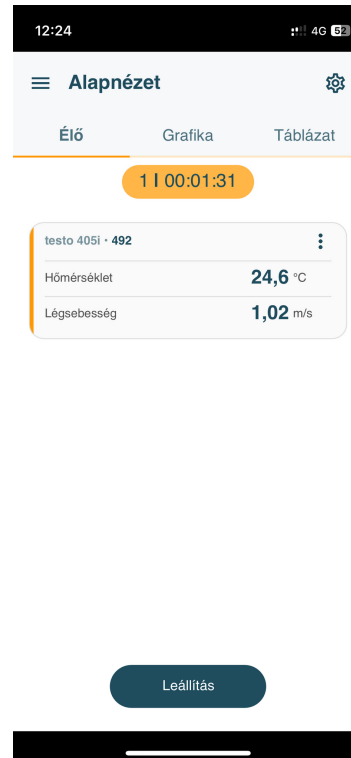 12:24 4G 52
Alapnézet
Élő Grafika Táblázat
1 | 00:01:31
testo 405i · 492
Hőmérséklet 24,6 °C
Légsebesség 1,02 m/s
Leállítás